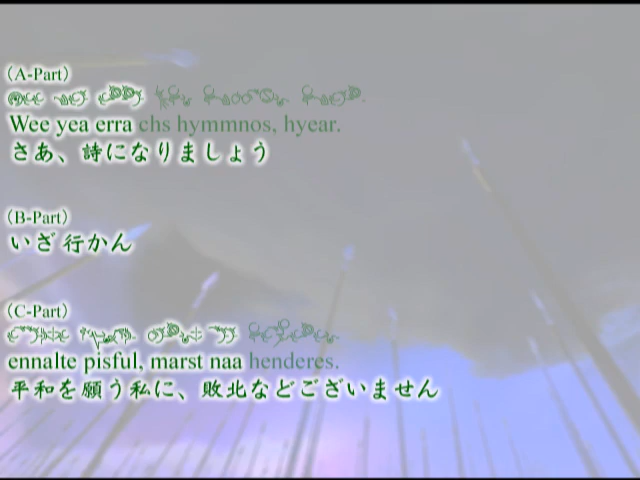 (A-Part)
Wee yea erra chs hymmnos, hyear.
さあ、詩になりましょう
(B-Part)
いざ行かん
(C-Part)
ennalte pisful, marst naa henderes.
平和を願う私に、敗北などございません